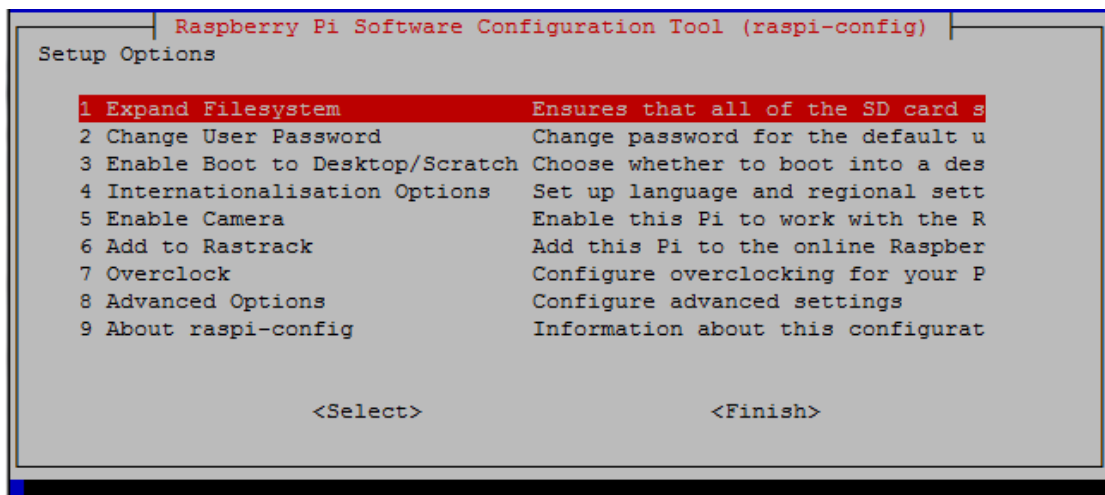 Raspberry Pi Software Configuration Tool (raspi-config)
Setup Options
1 Expand Filesystem Ensures that all of the SD card s
2 Change User Password Change password for the default u
3 Enable Boot to Desktop/Scratch Choose whether to boot into a des
4 Internationalisation Options Set up language and regional sett
5 Enable Camera Enable this Pi to work with the R
6 Add to Rastrack Add this Pi to the online Raspber
7 Overclock Configure overclocking for your P
8 Advanced Options Configure advanced settings
9 About raspi-config Information about this configurat
<Select> <Finish>